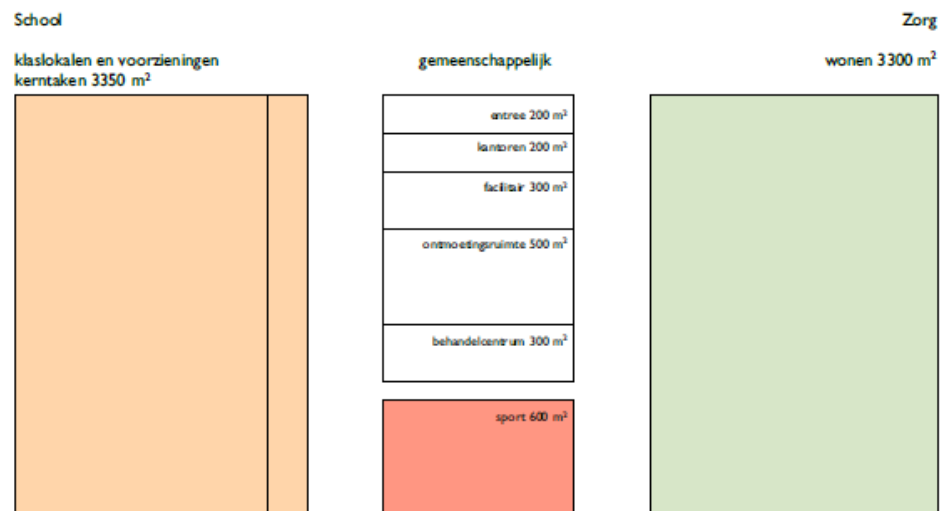 School
Zorg
klaslokalen en voorzieningen
kerntaken 3350 m²
gemeenschappelijk
wonen 3300 m²
entree 200 m²
kantoren 200 m²
facilitair 300 m²
ontmoetingsruimte 500 m²
behandelcentrum 300 m²
sport 600 m²